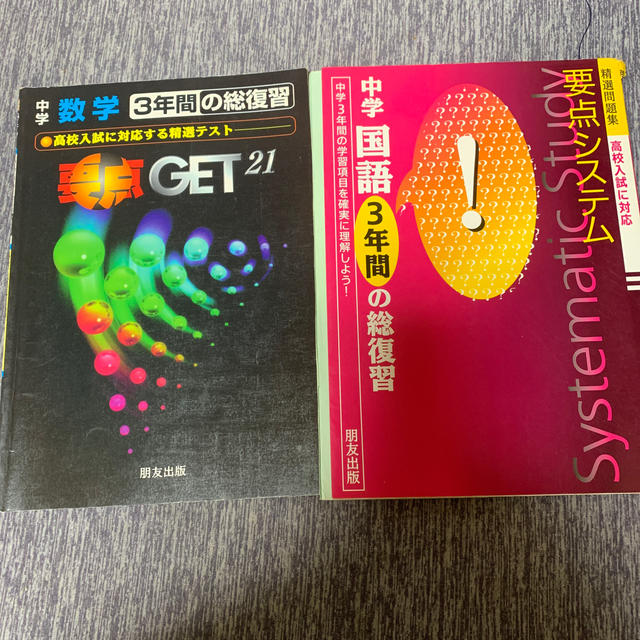 中学 数学 3年間の総復習
高校入試に対応する精選テスト
要点GET21
朋友出版
中学 国語 3年間の総復習
中学3年間の学習項目を確実に理解しよう!
!
朋友出版
Systematic Study
要点システム
精選問題集
高校入試に対応